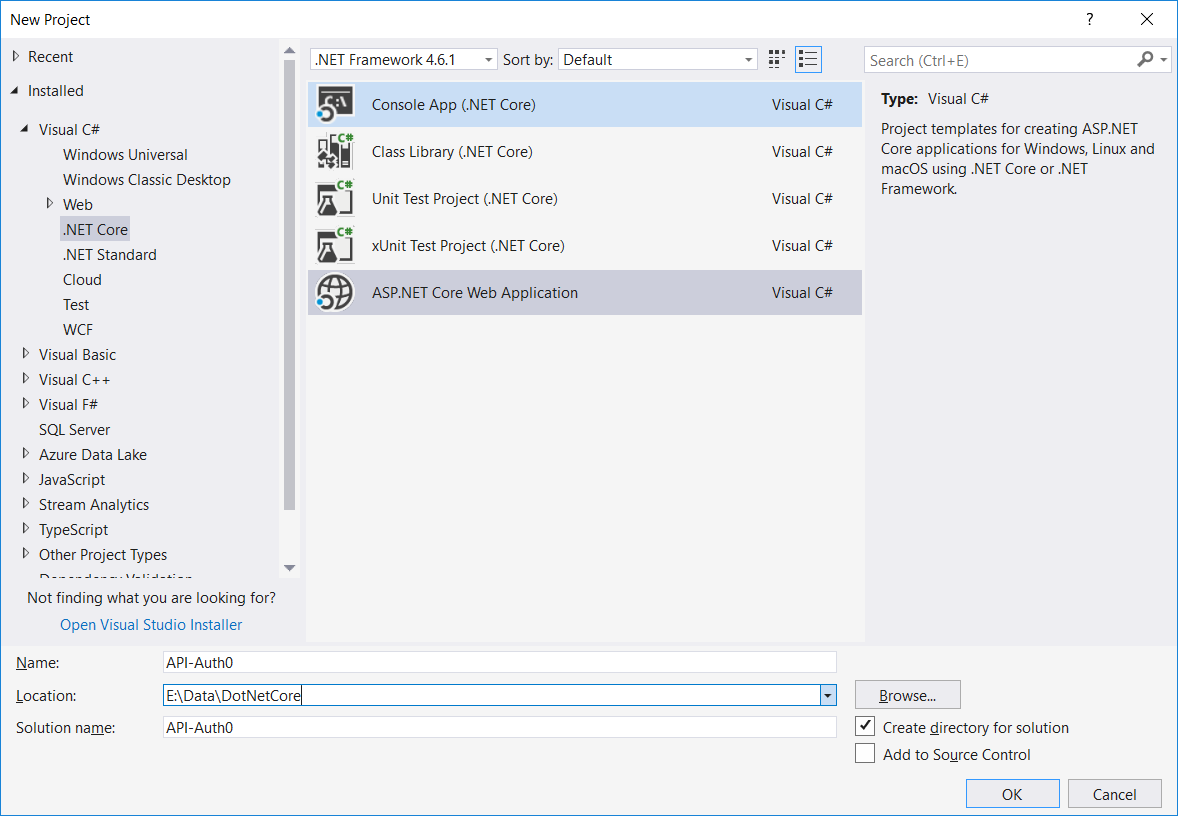 New Project
?
Recent
Installed
Visual C#
Windows Universal
Windows Classic Desktop
Web
.NET Core
.NET Standard
Cloud
Test
WCF
Visual Basic
Visual C++
Visual F#
SQL Server
Azure Data Lake
JavaScript
Stream Analytics
TypeScript
Other Project Types
Dependency Validation
Not finding what you are looking for?
Open Visual Studio Installer
.NET Framework 4.6.1 Sort by: Default
Console App (.NET Core) Visual C#
Class Library (.NET Core) Visual C#
Unit Test Project (.NET Core) Visual C#
xUnit Test Project (.NET Core) Visual C#
ASP.NET Core Web Application Visual C#
Search (Ctrl+E)
Type: Visual C#
Project templates for creating ASP.NET
Core applications for Windows, Linux and
macOS using .NET Core or .NET
Framework.
Name: API-Auth0
Location: E:\Data\DotNetCore Browse...
Solution name: API-Auth0
Create directory for solution
Add to Source Control
OK Cancel